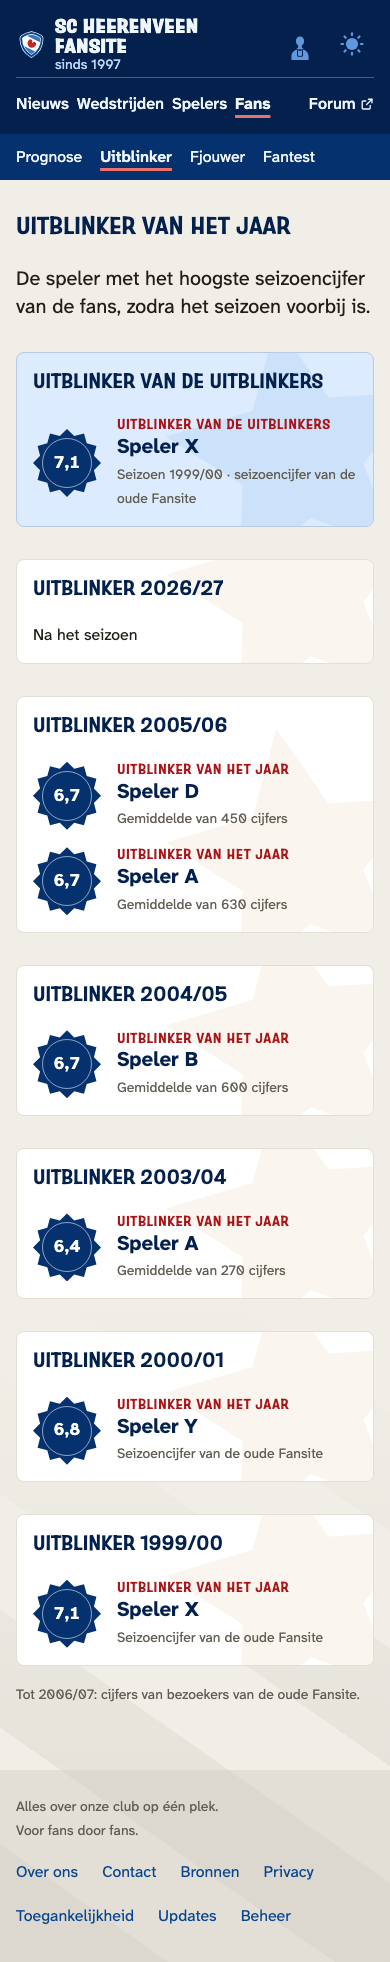 SC HEERENVEEN
FANSITE
sinds 1997
Nieuws Wedstrijden Spelers Fans Forum
Prognose Uitblinker Fjouwer Fantest
UITBLINKER VAN HET JAAR
De speler met het hoogste seizoencijfer
van de fans, zodra het seizoen voorbij is.
UITBLINKER VAN DE UITBLINKERS
UITBLINKER VAN DE UITBLINKERS
7,1 Speler X
Seizoen 1999/00 · seizoencijfer van de
oude Fansite
UITBLINKER 2026/27
Na het seizoen
UITBLINKER 2005/06
UITBLINKER VAN HET JAAR
6,7 Speler D
Gemiddelde van 450 cijfers
UITBLINKER VAN HET JAAR
6,7 Speler A
Gemiddelde van 630 cijfers
UITBLINKER 2004/05
UITBLINKER VAN HET JAAR
6,7 Speler B
Gemiddelde van 600 cijfers
UITBLINKER 2003/04
UITBLINKER VAN HET JAAR
6,4 Speler A
Gemiddelde van 270 cijfers
UITBLINKER 2000/01
UITBLINKER VAN HET JAAR
6,8 Speler Y
Seizoencijfer van de oude Fansite
UITBLINKER 1999/00
UITBLINKER VAN HET JAAR
7,1 Speler X
Seizoencijfer van de oude Fansite
Tot 2006/07: cijfers van bezoekers van de oude Fansite.
Alles over onze club op één plek.
Voor fans door fans.
Over ons Contact Bronnen Privacy
Toegankelijkheid Updates Beheer